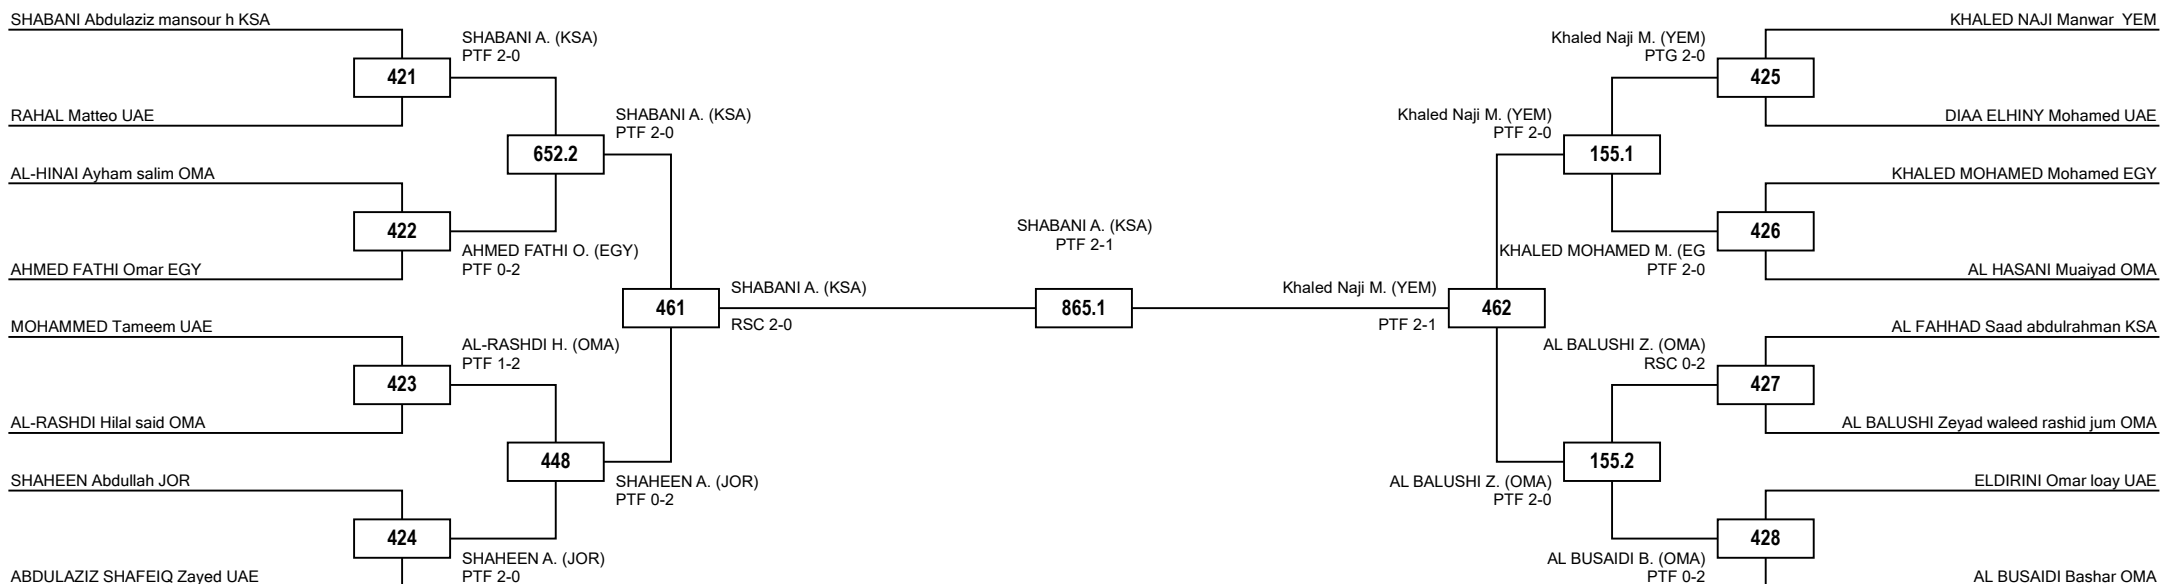 SHABANI Abdulaziz mansour h KSA
SHABANI A. (KSA)
PTF 2-0
421
RAHAL Matteo UAE
SHABANI A. (KSA)
PTF 2-0
652.2
AL-HINAI Ayham salim OMA
422
AHMED FATHI O. (EGY)
PTF 0-2
AHMED FATHI Omar EGY
461
SHABANI A. (KSA)
RSC 2-0
MOHAMMED Tameem UAE
AL-RASHDI H. (OMA)
PTF 1-2
423
AL-RASHDI Hilal said OMA
448
SHAHEEN A. (JOR)
PTF 0-2
SHAHEEN Abdullah JOR
424
SHAHEEN A. (JOR)
PTF 2-0
ABDULAZIZ SHAFEIQ Zayed UAE
SHABANI A. (KSA)
PTF 2-1
865.1
KHALED NAJI Manwar YEM
Khaled Naji M. (YEM)
PTG 2-0
425
DIAA ELHINY Mohamed UAE
Khaled Naji M. (YEM)
PTF 2-0
155.1
KHALED MOHAMED Mohamed EGY
426
KHALED MOHAMED M. (EG
PTF 2-0
AL HASANI Muaiyad OMA
Khaled Naji M. (YEM)
PTF 2-1
462
AL FAHHAD Saad abdulrahman KSA
AL BALUSHI Z. (OMA)
RSC 0-2
427
AL BALUSHI Zeyad waleed rashid jum OMA
155.2
AL BALUSHI Z. (OMA)
PTF 2-0
ELDIRINI Omar loay UAE
428
AL BUSAIDI B. (OMA)
PTF 0-2
AL BUSAIDI Bashar OMA